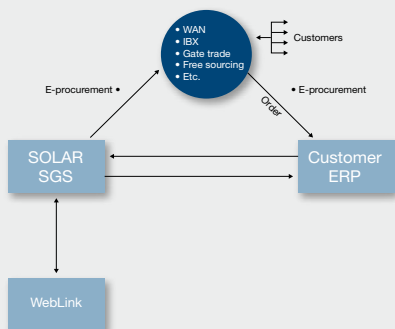 • WAN
• IBX
• Gate trade
• Free sourcing
• Etc.
Customers
E-procurement •
• E-procurement
Order
SOLAR
SGS
Customer
ERP
WebLink